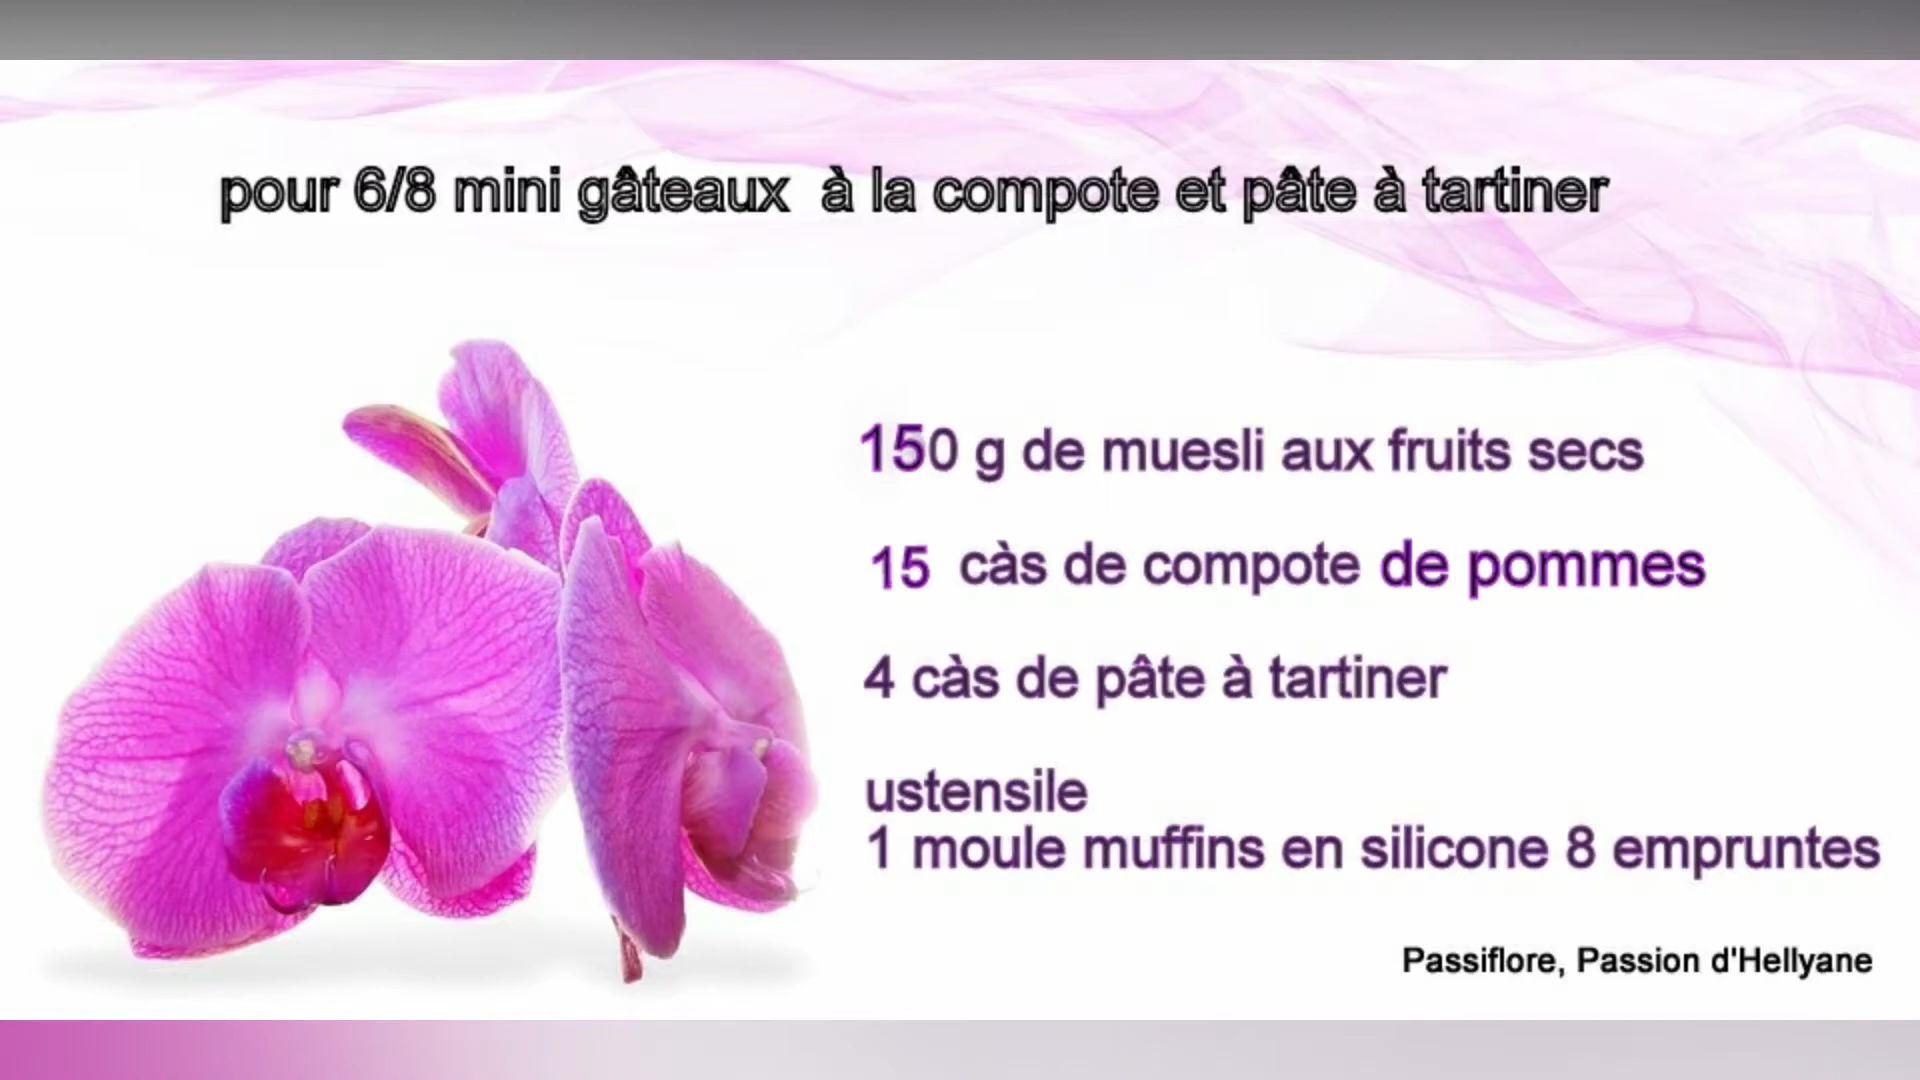 pour 6/8 mini gâteaux à la compote et pâte à tartiner
150 g de muesli aux fruits secs
15 càs de compote de pommes
4 càs de pâte à tartiner
ustensile
1 moule muffins en silicone 8 empruntes
Passiflore, Passion d'Hellyane